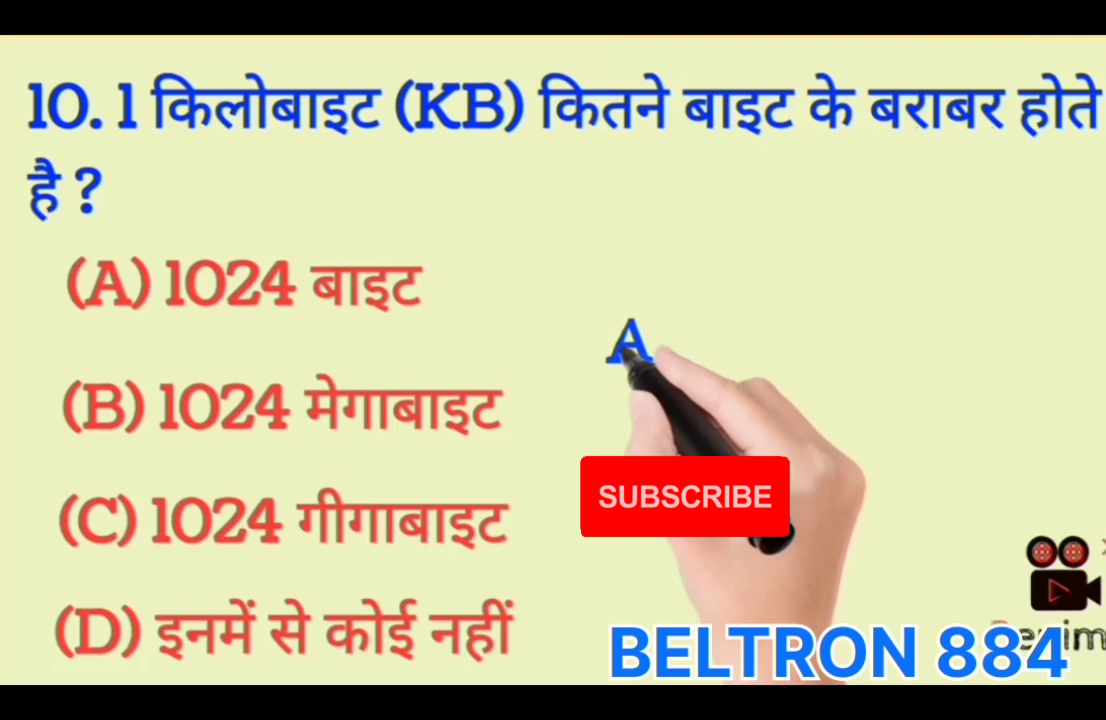 10. 1 किलोबाइट (KB) कितने बाइट के बराबर होते
है ?
(A) 1024 बाइट
A
(B) 1024 मेगाबाइट
(C) 1024 गीगाबाइट
SUBSCRIBE
(D) इनमें से कोई नहीं
BELTRON 884